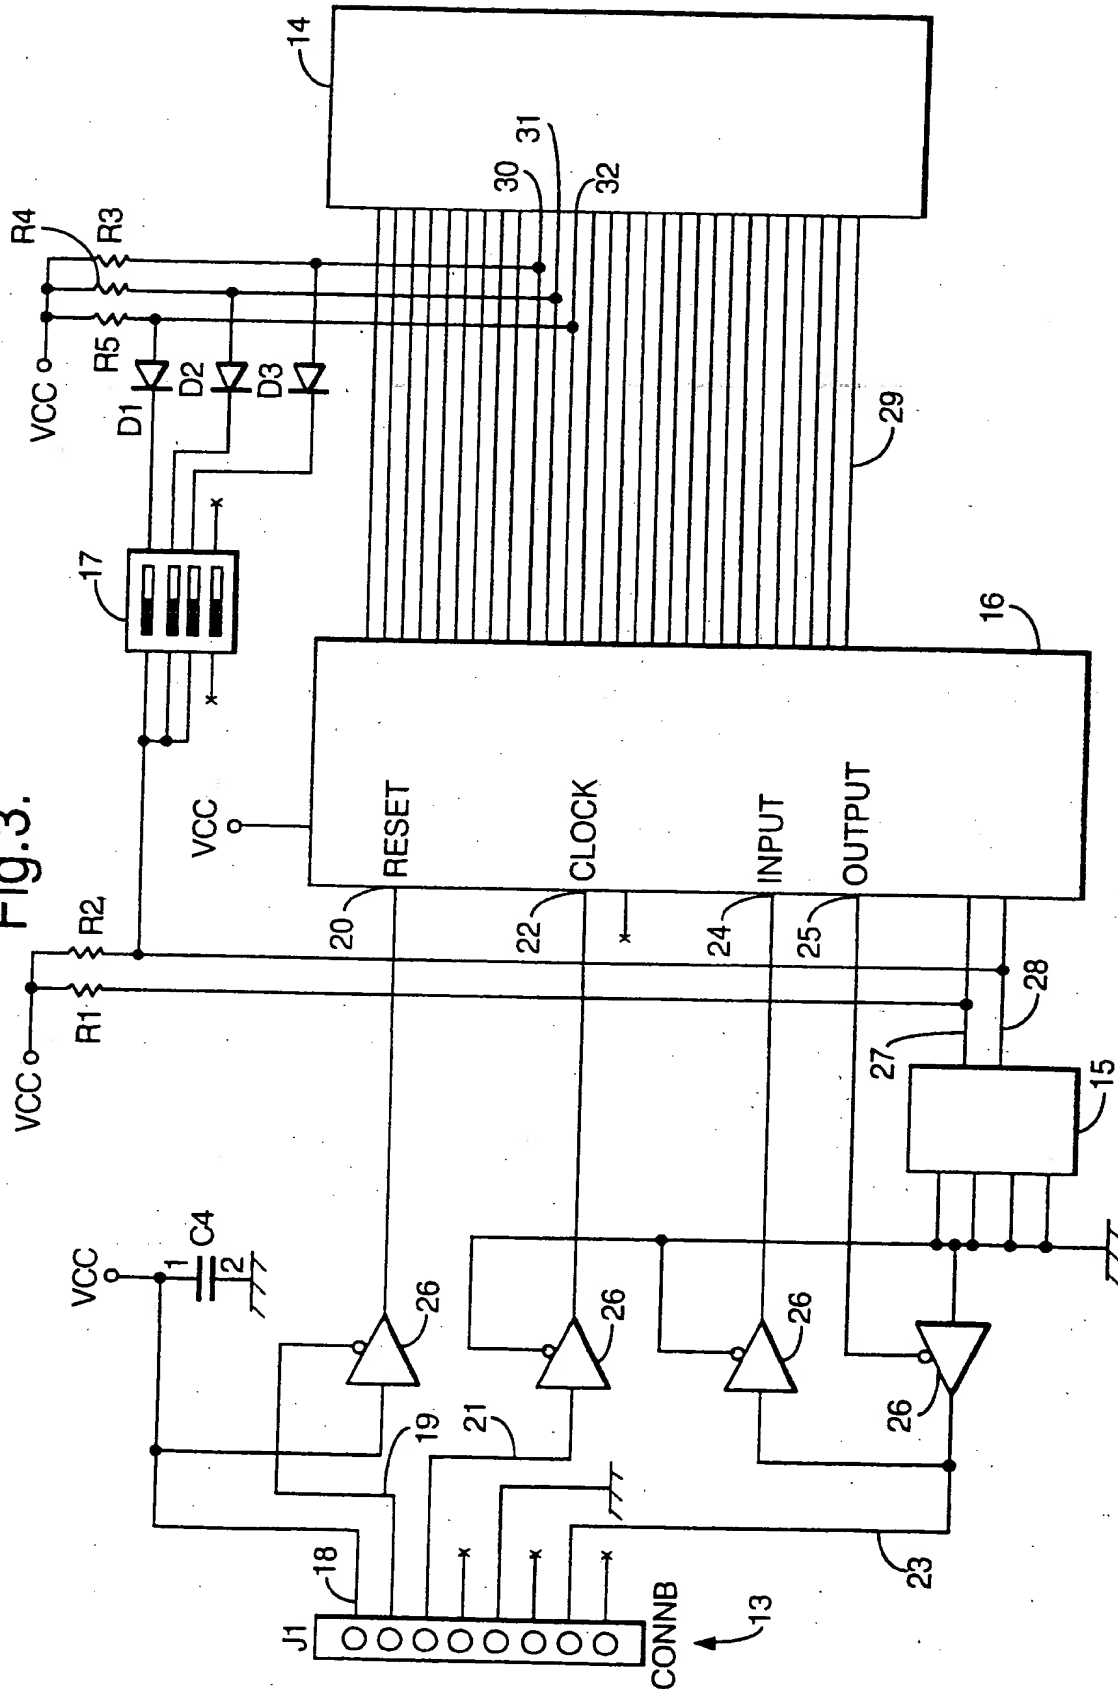 Fig.3.
14
R4
R3
VCC
R5
D1
D2
D3
30
31
32
17
29
16
VCC
RESET
CLOCK
INPUT
OUTPUT
20
22
24
25
R2
R1
VCC
27
28
15
VCC
1
C4
2
26
26
26
26
19
21
18
23
J1
CONNB
13